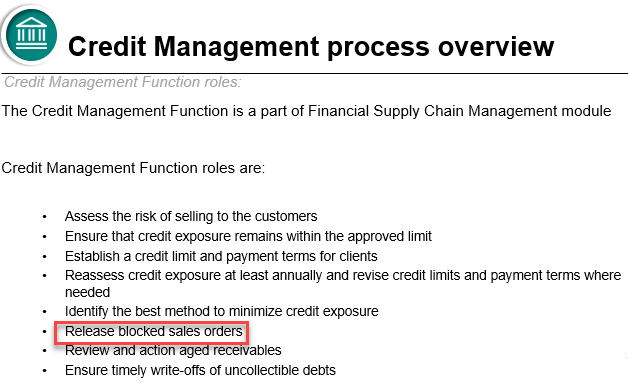 Credit Management process overview
Credit Management Function roles:
The Credit Management Function is a part of Financial Supply Chain Management module
Credit Management Function roles are:
• Assess the risk of selling to the customers
• Ensure that credit exposure remains within the approved limit
• Establish a credit limit and payment terms for clients
• Reassess credit exposure at least annually and revise credit limits and payment terms where
needed
• Identify the best method to minimize credit exposure
• Release blocked sales orders
• Review and action aged receivables
• Ensure timely write-offs of uncollectible debts